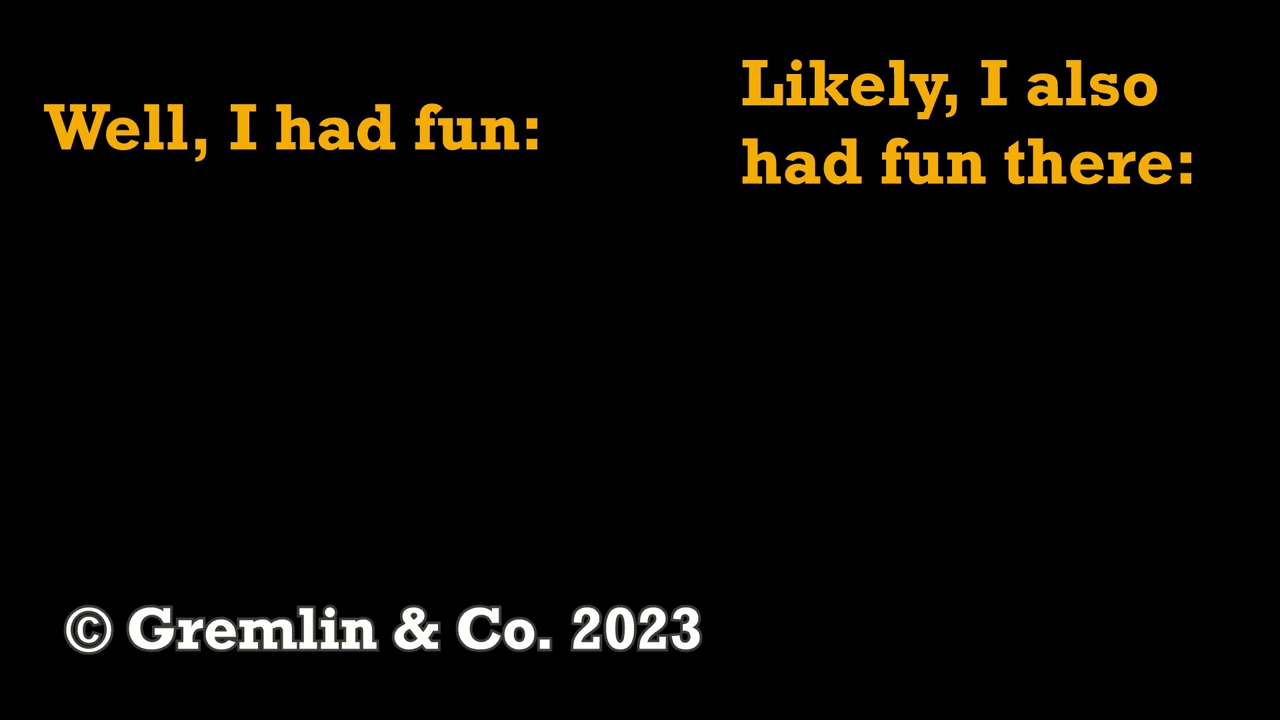 Well, I had fun:
Likely, I also
had fun there:
© Gremlin & Co. 2023